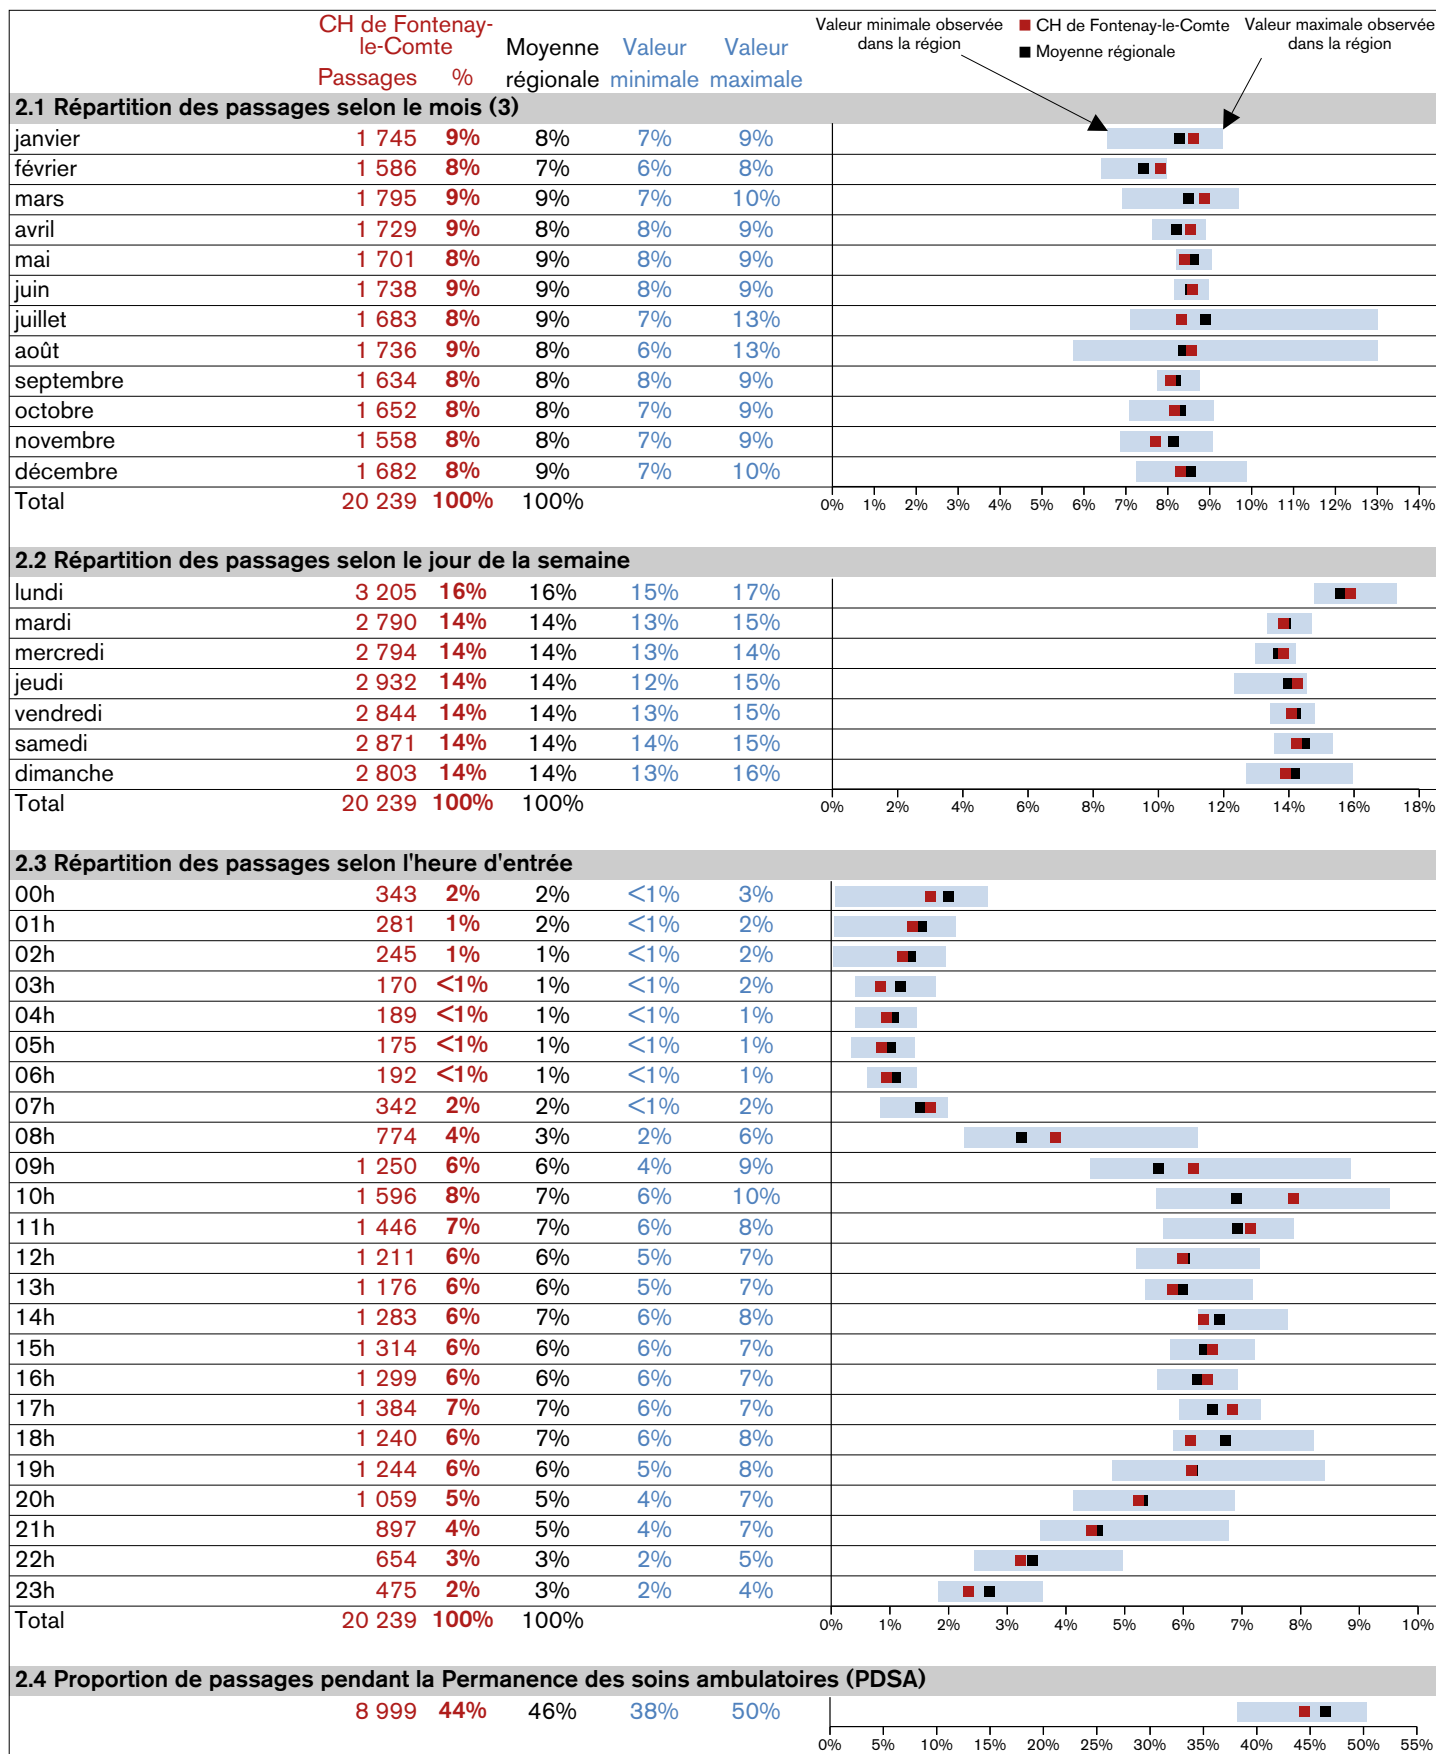 CH de Fontenay-
le-Comte
Passages % Moyenne régionale Valeur minimale Valeur maximale
Valeur minimale observée
dans la région
CH de Fontenay-le-Comte
Moyenne régionale
Valeur maximale observée
dans la région
2.1 Répartition des passages selon le mois (3)
janvier 1 745 9% 8% 7% 9%
février 1 586 8% 7% 6% 8%
mars 1 795 9% 9% 7% 10%
avril 1 729 9% 8% 8% 9%
mai 1 701 8% 9% 8% 9%
juin 1 738 9% 9% 8% 9%
juillet 1 683 8% 9% 7% 13%
août 1 736 9% 8% 6% 13%
septembre 1 634 8% 8% 8% 9%
octobre 1 652 8% 8% 7% 9%
novembre 1 558 8% 8% 7% 9%
décembre 1 682 8% 9% 7% 10%
Total 20 239 100% 100%
0% 1% 2% 3% 4% 5% 6% 7% 8% 9% 10% 11% 12% 13% 14%
2.2 Répartition des passages selon le jour de la semaine
lundi 3 205 16% 16% 15% 17%
mardi 2 790 14% 14% 13% 15%
mercredi 2 794 14% 14% 13% 14%
jeudi 2 932 14% 14% 12% 15%
vendredi 2 844 14% 14% 13% 15%
samedi 2 871 14% 14% 14% 15%
dimanche 2 803 14% 14% 13% 16%
Total 20 239 100% 100%
0% 2% 4% 6% 8% 10% 12% 14% 16% 18%
2.3 Répartition des passages selon l'heure d'entrée
00h 343 2% 2% <1% 3%
01h 281 1% 2% <1% 2%
02h 245 1% 1% <1% 2%
03h 170 <1% 1% <1% 2%
04h 189 <1% 1% <1% 1%
05h 175 <1% 1% <1% 1%
06h 192 <1% 1% <1% 1%
07h 342 2% 2% <1% 2%
08h 774 4% 3% 2% 6%
09h 1 250 6% 6% 4% 9%
10h 1 596 8% 7% 6% 10%
11h 1 446 7% 7% 6% 8%
12h 1 211 6% 6% 5% 7%
13h 1 176 6% 6% 5% 7%
14h 1 283 6% 7% 6% 8%
15h 1 314 6% 6% 6% 7%
16h 1 299 6% 6% 6% 7%
17h 1 384 7% 7% 6% 7%
18h 1 240 6% 7% 6% 8%
19h 1 244 6% 6% 5% 8%
20h 1 059 5% 5% 4% 7%
21h 897 4% 5% 4% 7%
22h 654 3% 3% 2% 5%
23h 475 2% 3% 2% 4%
Total 20 239 100% 100%
0% 1% 2% 3% 4% 5% 6% 7% 8% 9% 10%
2.4 Proportion de passages pendant la Permanence des soins ambulatoires (PDSA)
8 999 44% 46% 38% 50%
0% 5% 10% 15% 20% 25% 30% 35% 40% 45% 50% 55%